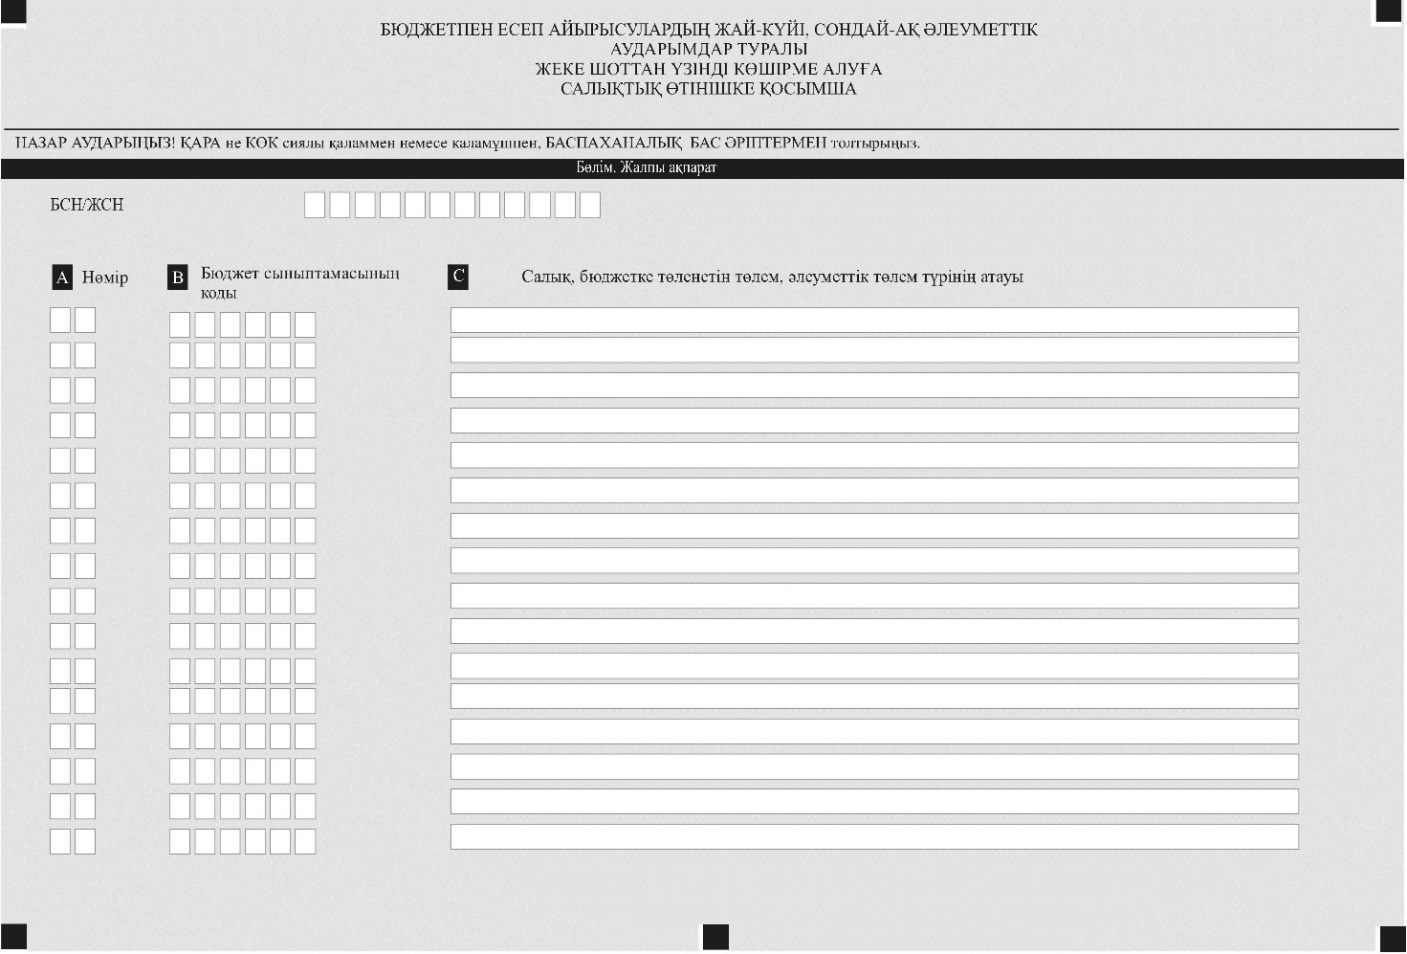 БЮДЖЕТПЕН ЕСЕП АЙЫРЫСУЛАРДЫҢ ЖАЙ-КҮЙІ, СОНДАЙ-АҚ ӘЛЕУМЕТТІК
АУДАРЫМДАР ТУРАЛЫ
ЖЕКЕ ШОТТАН ҮЗІНДІ КӨШІРМЕ АЛУҒА
САЛЫҚТЫҚ ӨТІНІШКЕ ҚОСЫМША
НАЗАР АУДАРЫҢЫЗ! ҚАРА не КӨК сиялы қаламмен немесе қаламұшпен, БАСПАХАНАЛЫҚ БАС ӘРІПТЕРМЕН толтырыңыз.
Бөлім. Жалпы ақпарат
БСН/ЖСН
A Нөмір
B Бюджет сыныптамасының
коды
C Салық, бюджетке төленетін төлем, әлеуметтік төлем түрінің атауы